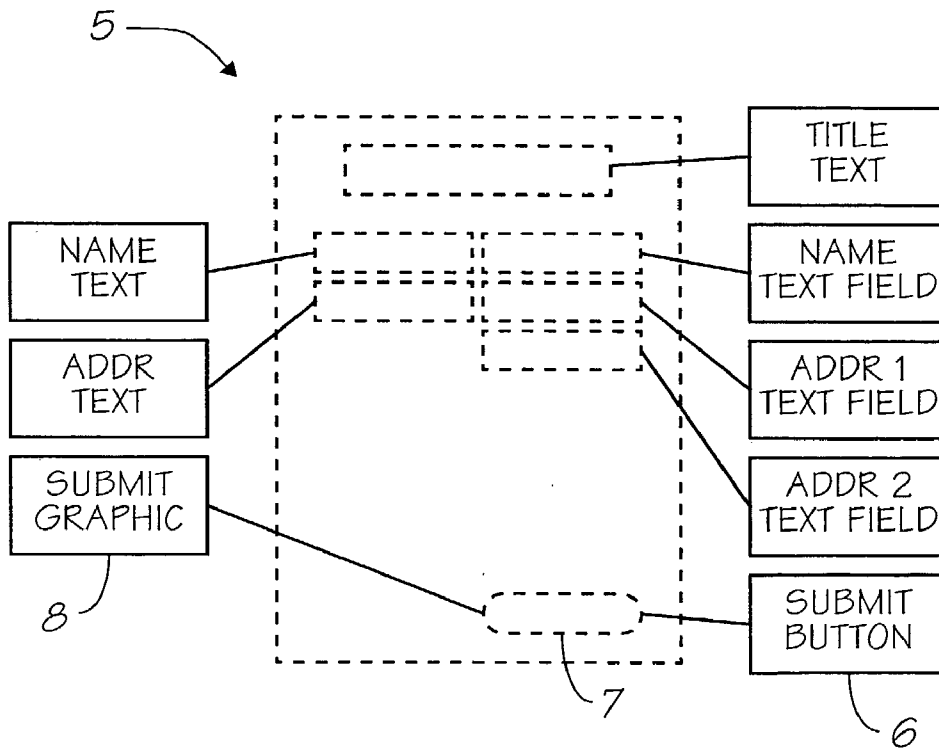 5
TITLE
TEXT
NAME
TEXT
NAME
TEXT FIELD
ADDR
TEXT
ADDR 1
TEXT FIELD
SUBMIT
GRAPHIC
ADDR 2
TEXT FIELD
SUBMIT
BUTTON
8
7
6